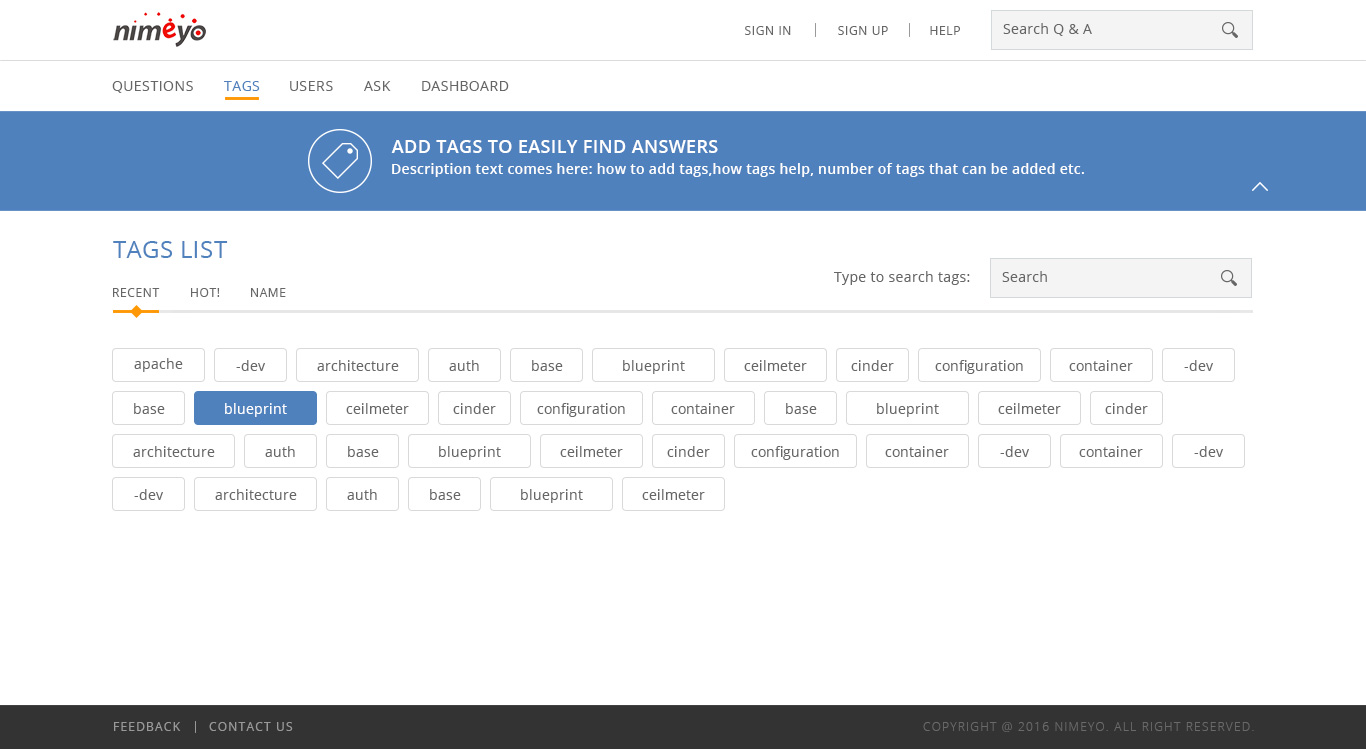 nimeyo SIGN IN SIGN UP HELP Search Q & A
QUESTIONS TAGS USERS ASK DASHBOARD
ADD TAGS TO EASILY FIND ANSWERS
Description text comes here: how to add tags,how tags help, number of tags that can be added etc.
TAGS LIST
Type to search tags: Search
RECENT HOT! NAME
apache -dev architecture auth base blueprint ceilmeter cinder configuration container -dev
base blueprint ceilmeter cinder configuration container base blueprint ceilmeter cinder
architecture auth base blueprint ceilmeter cinder configuration container -dev container -dev
-dev architecture auth base blueprint ceilmeter
FEEDBACK CONTACT US COPYRIGHT @ 2016 NIMEYO. ALL RIGHT RESERVED.